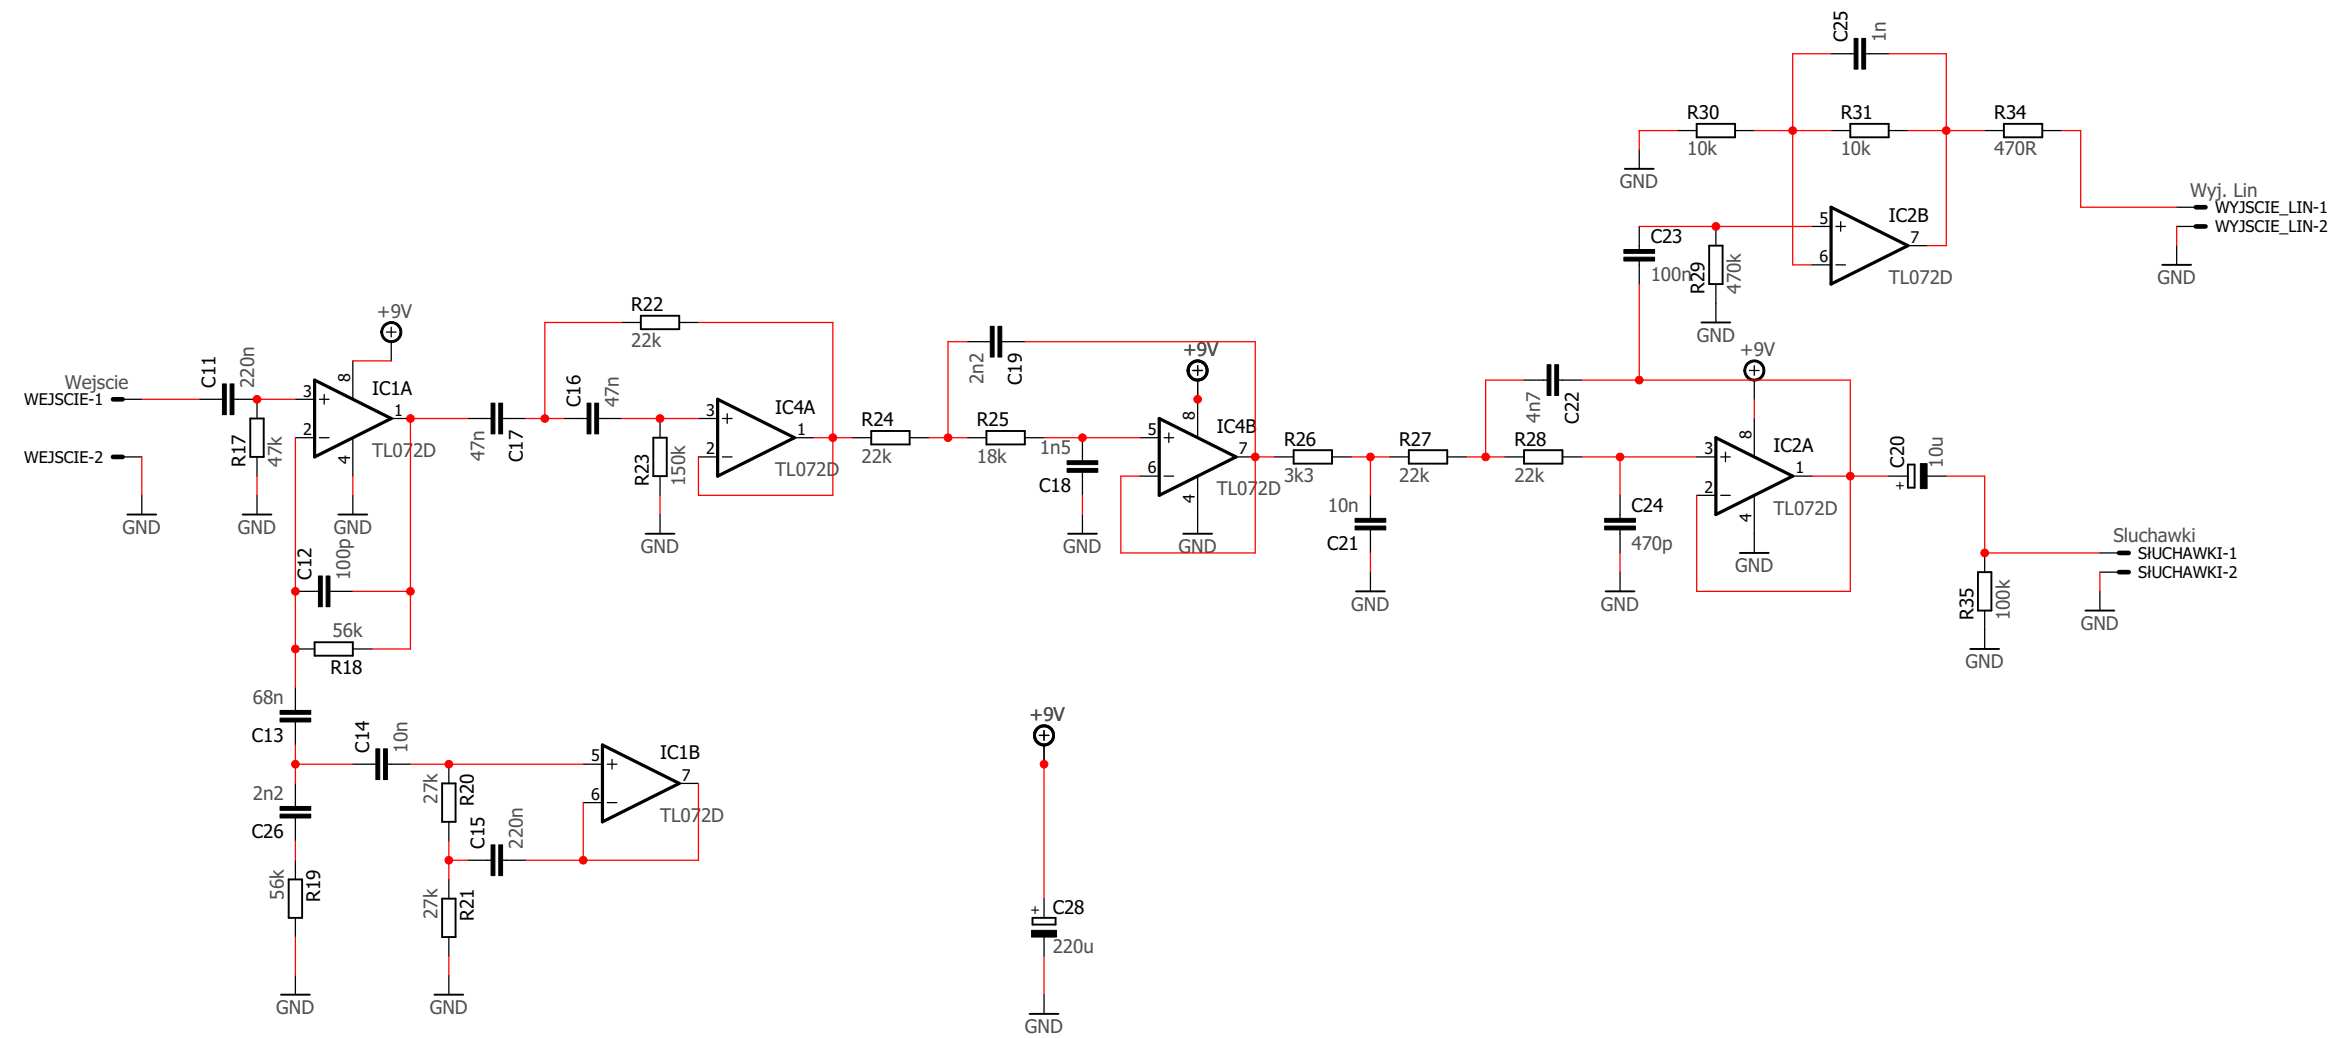 C25
1n
R30
10k
R31
10k
R34
470R
GND
Wyj. Lin
WYJSCIE_LIN-1
WYJSCIE_LIN-2
GND
C23
100n
R29
470k
GND
5
+
6
−
7
IC2B
TL072D
+9V
R22
22k
C11
220n
Wejscie
WEJSCIE-1
WEJSCIE-2
GND
R17
47k
GND
3
+
2
−
8
4
1
IC1A
TL072D
GND
C17
47n
C16
47n
R23
150k
GND
3
+
2
−
1
IC4A
TL072D
R24
22k
2n2
C19
R25
18k
1n5
C18
GND
+9V
5
+
6
−
8
4
7
IC4B
TL072D
GND
R26
3k3
10n
C21
GND
R27
22k
4n7
C22
R28
22k
C24
470p
GND
+9V
3
+
2
−
8
4
1
IC2A
TL072D
GND
C20
10u
+
R35
100k
GND
Sluchawki
SłUCHAWKI-1
SłUCHAWKI-2
GND
C12
100p
56k
R18
68n
C13
C14
10n
2n2
C26
56k
R19
GND
27k
R20
C15
220n
27k
R21
GND
5
+
6
−
7
IC1B
TL072D
+9V
+
C28
220u
GND